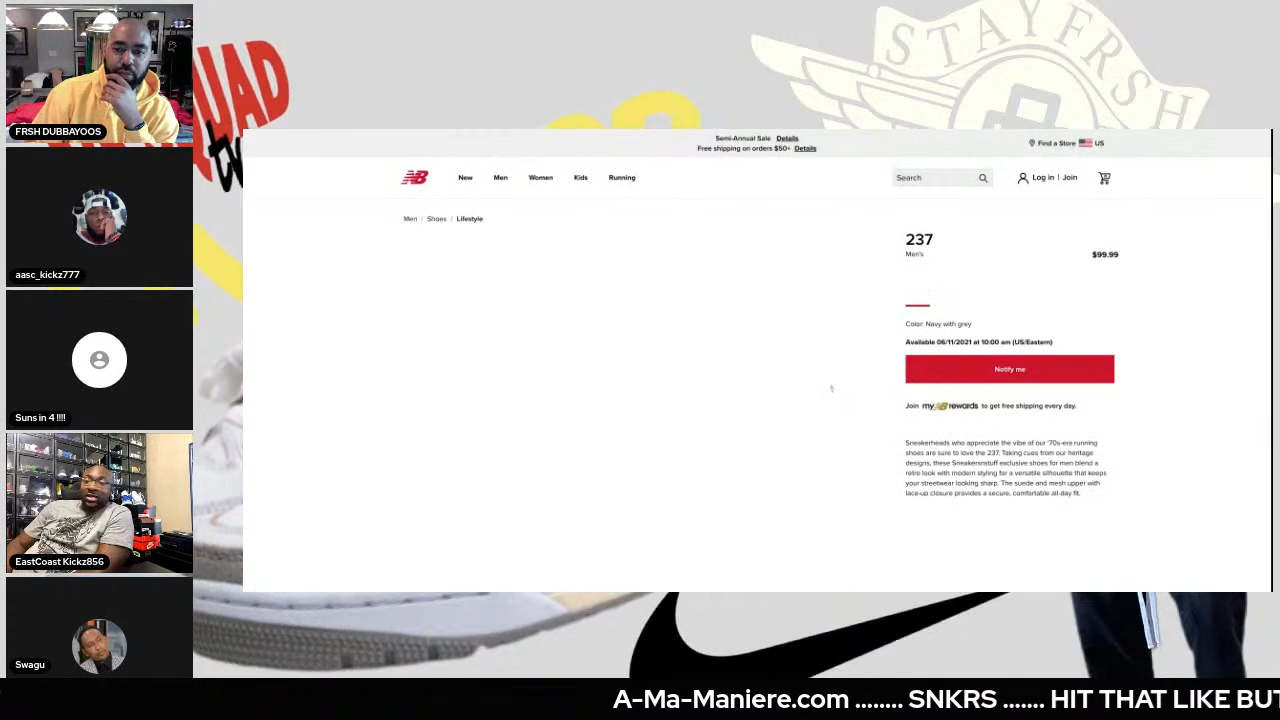 FRSH DUBBAYOOS
aasc_kickz777
Suns in 4 !!!!
EastCoast Kickz856
Swagu
SQUAD
STAYFRSH
Semi-Annual Sale Details
Free shipping on orders $50+ Details
Find a Store US
NB
New Men Women Kids Running
Search
Log in | Join
0
Men / Shoes / Lifestyle
237
Men's
$99.99
Color: Navy with grey
Available 06/11/2021 at 10:00 am (US/Eastern)
Notify me
Join myNBrewards to get free shipping every day.
Sneakerheads who appreciate the vibe of our '70s-era running
shoes are sure to love the 237. Taking cues from our heritage
designs, these Sneakersnstuff exclusive shoes for men blend a
retro look with modern styling for a versatile silhouette that keeps
your streetwear looking sharp. The suede and mesh upper with
lace-up closure provides a secure, comfortable all-day fit.
A-Ma-Maniere.com ........ SNKRS ....... HIT THAT LIKE BUT